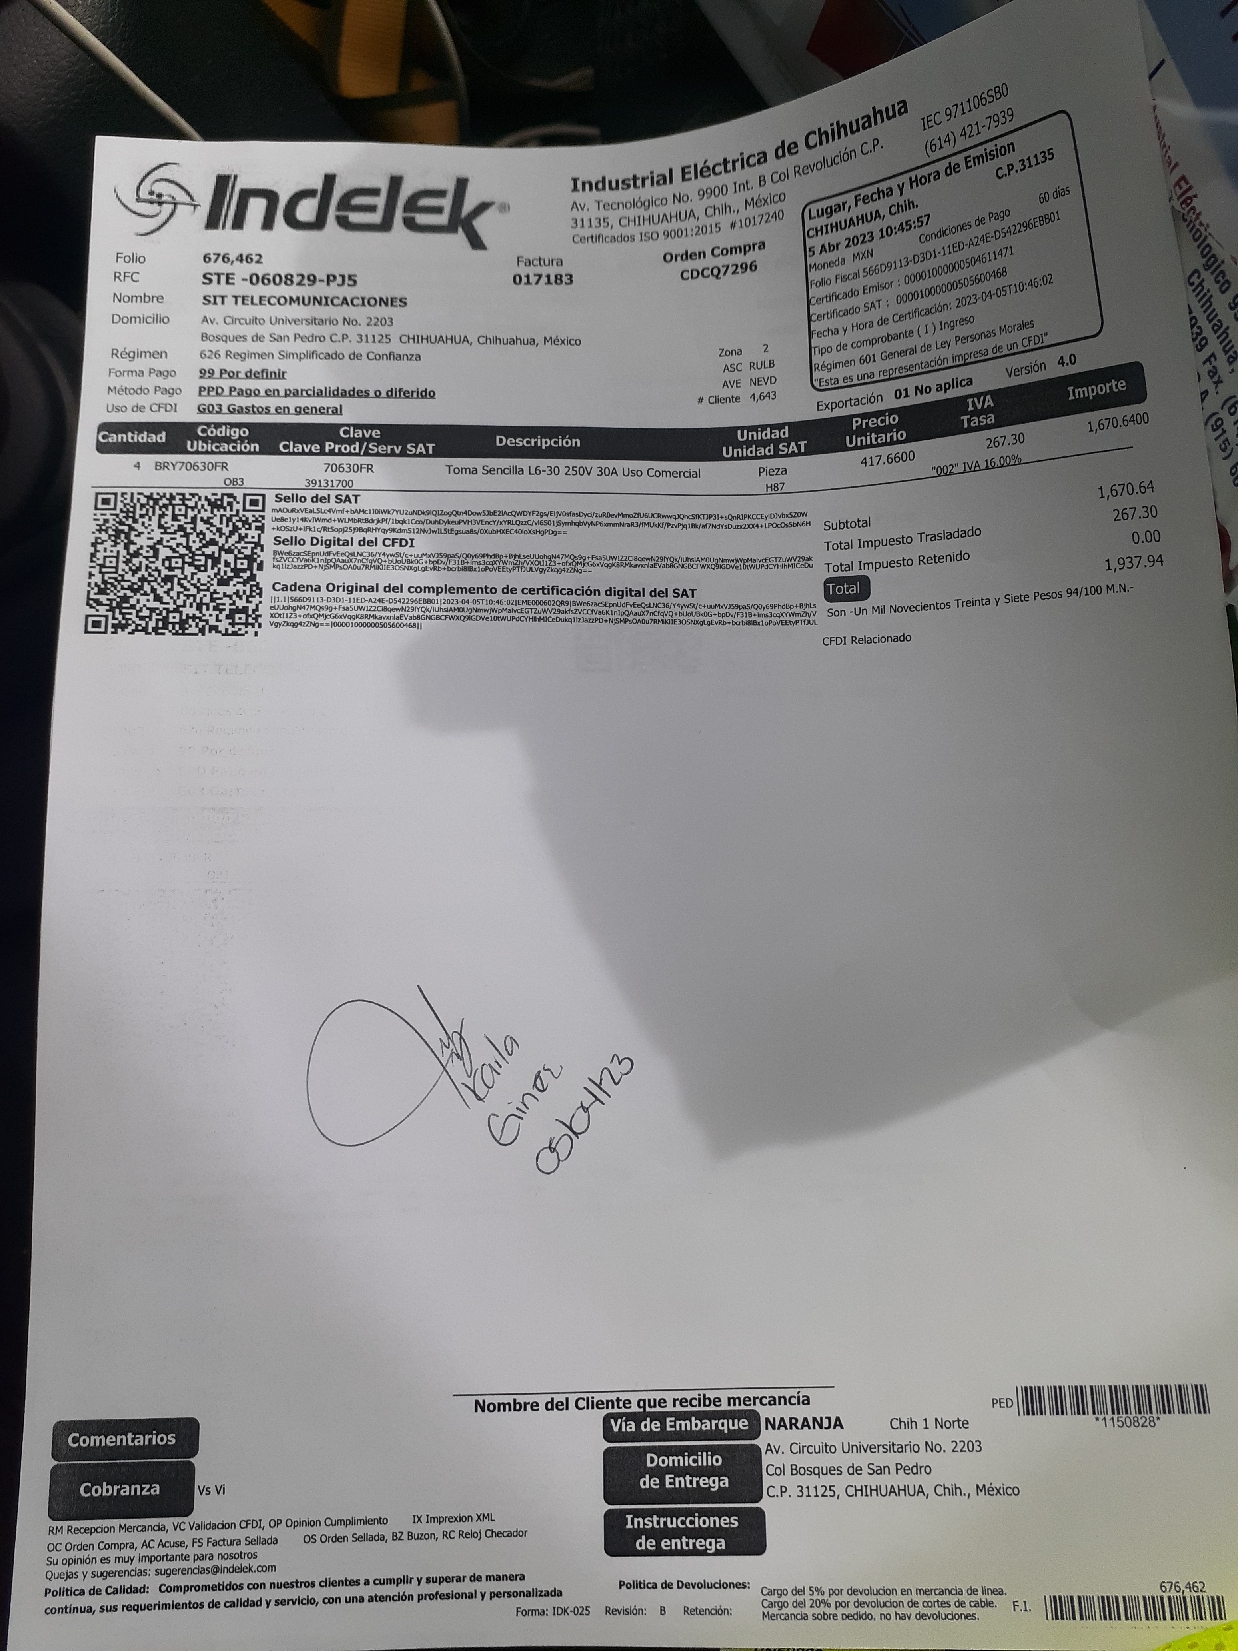 Indelek®
Industrial Eléctrica de Chihuahua
Av. Tecnológico No. 9900 Int. B Col Revolución C.P.
31135, CHIHUAHUA, Chih., México
Certificados ISO 9001:2015 #1017240
IEC 971106SB0
(614) 421-7939
Lugar, Fecha y Hora de Emision
CHIHUAHUA, Chih. C.P.31135
5 Abr 2023 10:45:57
Moneda MXN Condiciones de Pago 60 días
Folio Fiscal 566D9113-D3D1-11ED-A24E-D542296EBB01
Certificado Emisor : 00001000000504611471
Certificado SAT : 00001000000505600468
Fecha y Hora de Certificación: 2023-04-05T10:46:02
Tipo de comprobante ( I ) Ingreso
Régimen 601 General de Ley Personas Morales
"Esta es una representación impresa de un CFDI"
Folio 676,462 Factura Orden Compra
RFC STE -060829-PJ5 017183 CDCQ7296
Nombre SIT TELECOMUNICACIONES
Domicilio Av. Circuito Universitario No. 2203
Bosques de San Pedro C.P. 31125 CHIHUAHUA, Chihuahua, México
Régimen 626 Regimen Simplificado de Confianza
Forma Pago 99 Por definir
Método Pago PPD Pago en parcialidades o diferido
Uso de CFDI G03 Gastos en general
Zona 2
ASC RULB
AVE NEVD
# Cliente 1,643
Exportación 01 No aplica Versión 4.0
Cantidad Código Ubicación Clave Clave Prod/Serv SAT Descripción Unidad Unidad SAT Precio Unitario IVA Tasa Importe
4 BRY70630FR 70630FR Toma Sencilla L6-30 250V 30A Uso Comercial Pieza 417.6600 267.30 1,670.6400
OB3 39131700 H87 "002" IVA 16.00%
Sello del SAT
Sello Digital del CFDI
Cadena Original del complemento de certificación digital del SAT
Subtotal 1,670.64
Total Impuesto Trasladado 267.30
Total Impuesto Retenido 0.00
Total 1,937.94
Son -Un Mil Novecientos Treinta y Siete Pesos 94/100 M.N.-
CFDI Relacionado
Karla
05/04/23
Nombre del Cliente que recibe mercancía
PED *1150828*
Comentarios
Vía de Embarque NARANJA Chih 1 Norte
Domicilio de Entrega
Av. Circuito Universitario No. 2203
Col Bosques de San Pedro
C.P. 31125, CHIHUAHUA, Chih., México
Cobranza Vs Vi
Instrucciones de entrega
RM Recepcion Mercancia, VC Validacion CFDI, OP Opinion Cumplimiento IX Imprexion XML
OC Orden Compra, AC Acuse, FS Factura Sellada OS Orden Sellada, BZ Buzon, RC Reloj Checador
Su opinión es muy importante para nosotros
Quejas y sugerencias: sugerencias@indelek.com
Política de Calidad: Comprometidos con nuestros clientes a cumplir y superar de manera
continua, sus requerimientos de calidad y servicio, con una atención profesional y personalizada
Forma: IDK-025 Revisión: B Retención:
Politica de Devoluciones: Cargo del 5% por devolucion en mercancia de linea.
Cargo del 20% por devolucion de cortes de cable.
Mercancia sobre pedido, no hay devoluciones.
F.I. 676,462